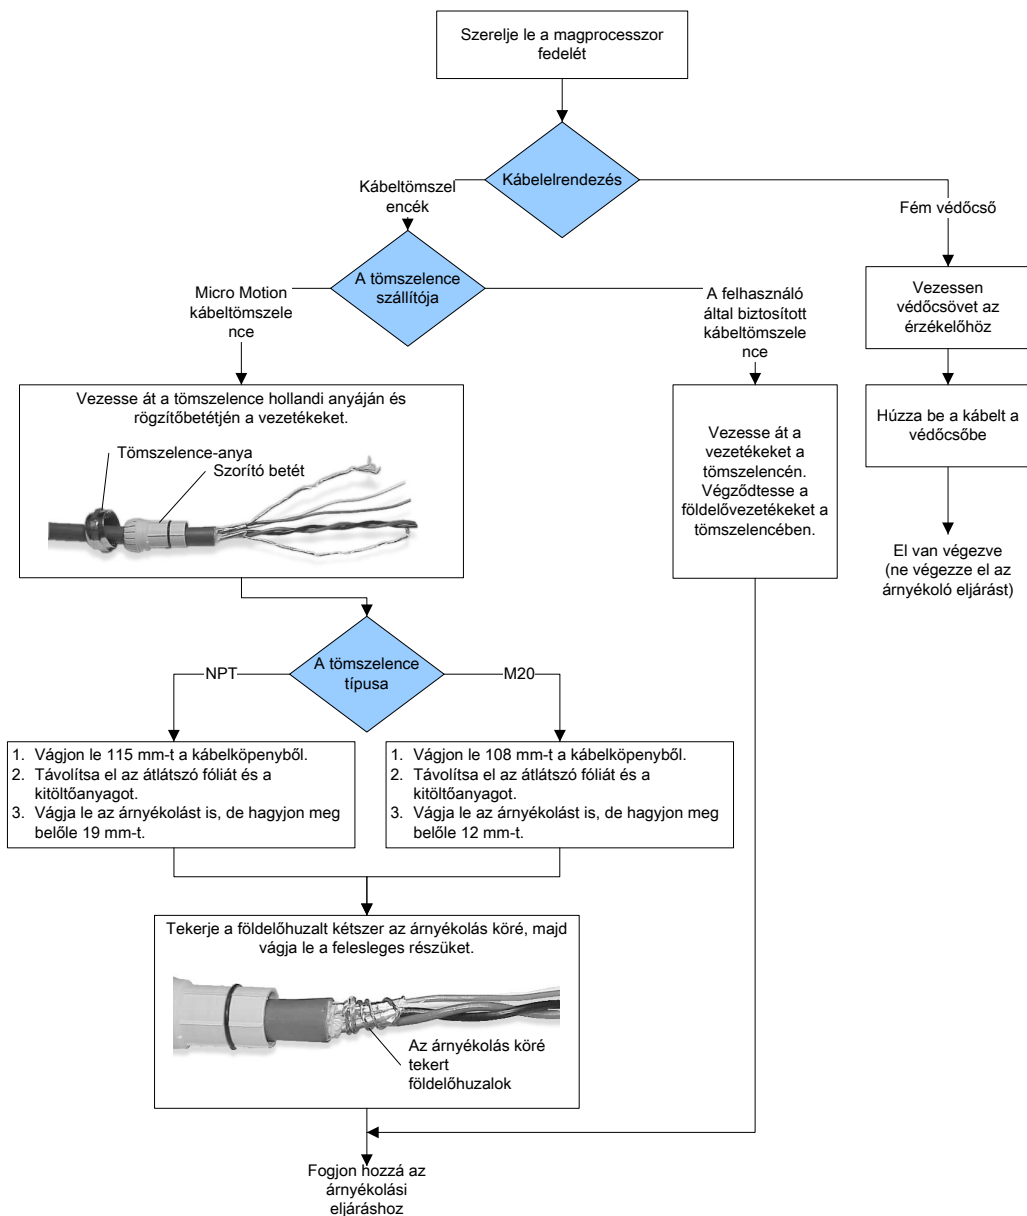 Szerelje le a magprocesszor
fedelét
Kábelelrendezés
Kábeltömszel
encék
Fém védőcső
A tömszelence
szállítója
Micro Motion
kábeltömszele
nce
A felhasználó
által biztosított
kábeltömszele
nce
Vezessen
védőcsövet az
érzékelőhöz
Húzza be a kábelt a
védőcsőbe
El van végezve
(ne végezze el az
árnyékoló eljárást)
Vezesse át a tömszelence hollandi anyáján és
rögzítőbetétjén a vezetékeket.
Tömszelence-anya
Szorító betét
Vezesse át a
vezetékeket a
tömszelencén.
Végződtesse a
földelővezetékeket a
tömszelencében.
A tömszelence
típusa
NPT
M20
1. Vágjon le 115 mm-t a kábelköpenyből.
2. Távolítsa el az átlátszó fóliát és a
kitöltőanyagot.
3. Vágja le az árnyékolást is, de hagyjon meg
belőle 19 mm-t.
1. Vágjon le 108 mm-t a kábelköpenyből.
2. Távolítsa el az átlátszó fóliát és a
kitöltőanyagot.
3. Vágja le az árnyékolást is, de hagyjon meg
belőle 12 mm-t.
Tekerje a földelőhuzalt kétszer az árnyékolás köré, majd
vágja le a felesleges részüket.
Az árnyékolás köré
tekert
földelőhuzalok
Fogjon hozzá az
árnyékolási
eljáráshoz